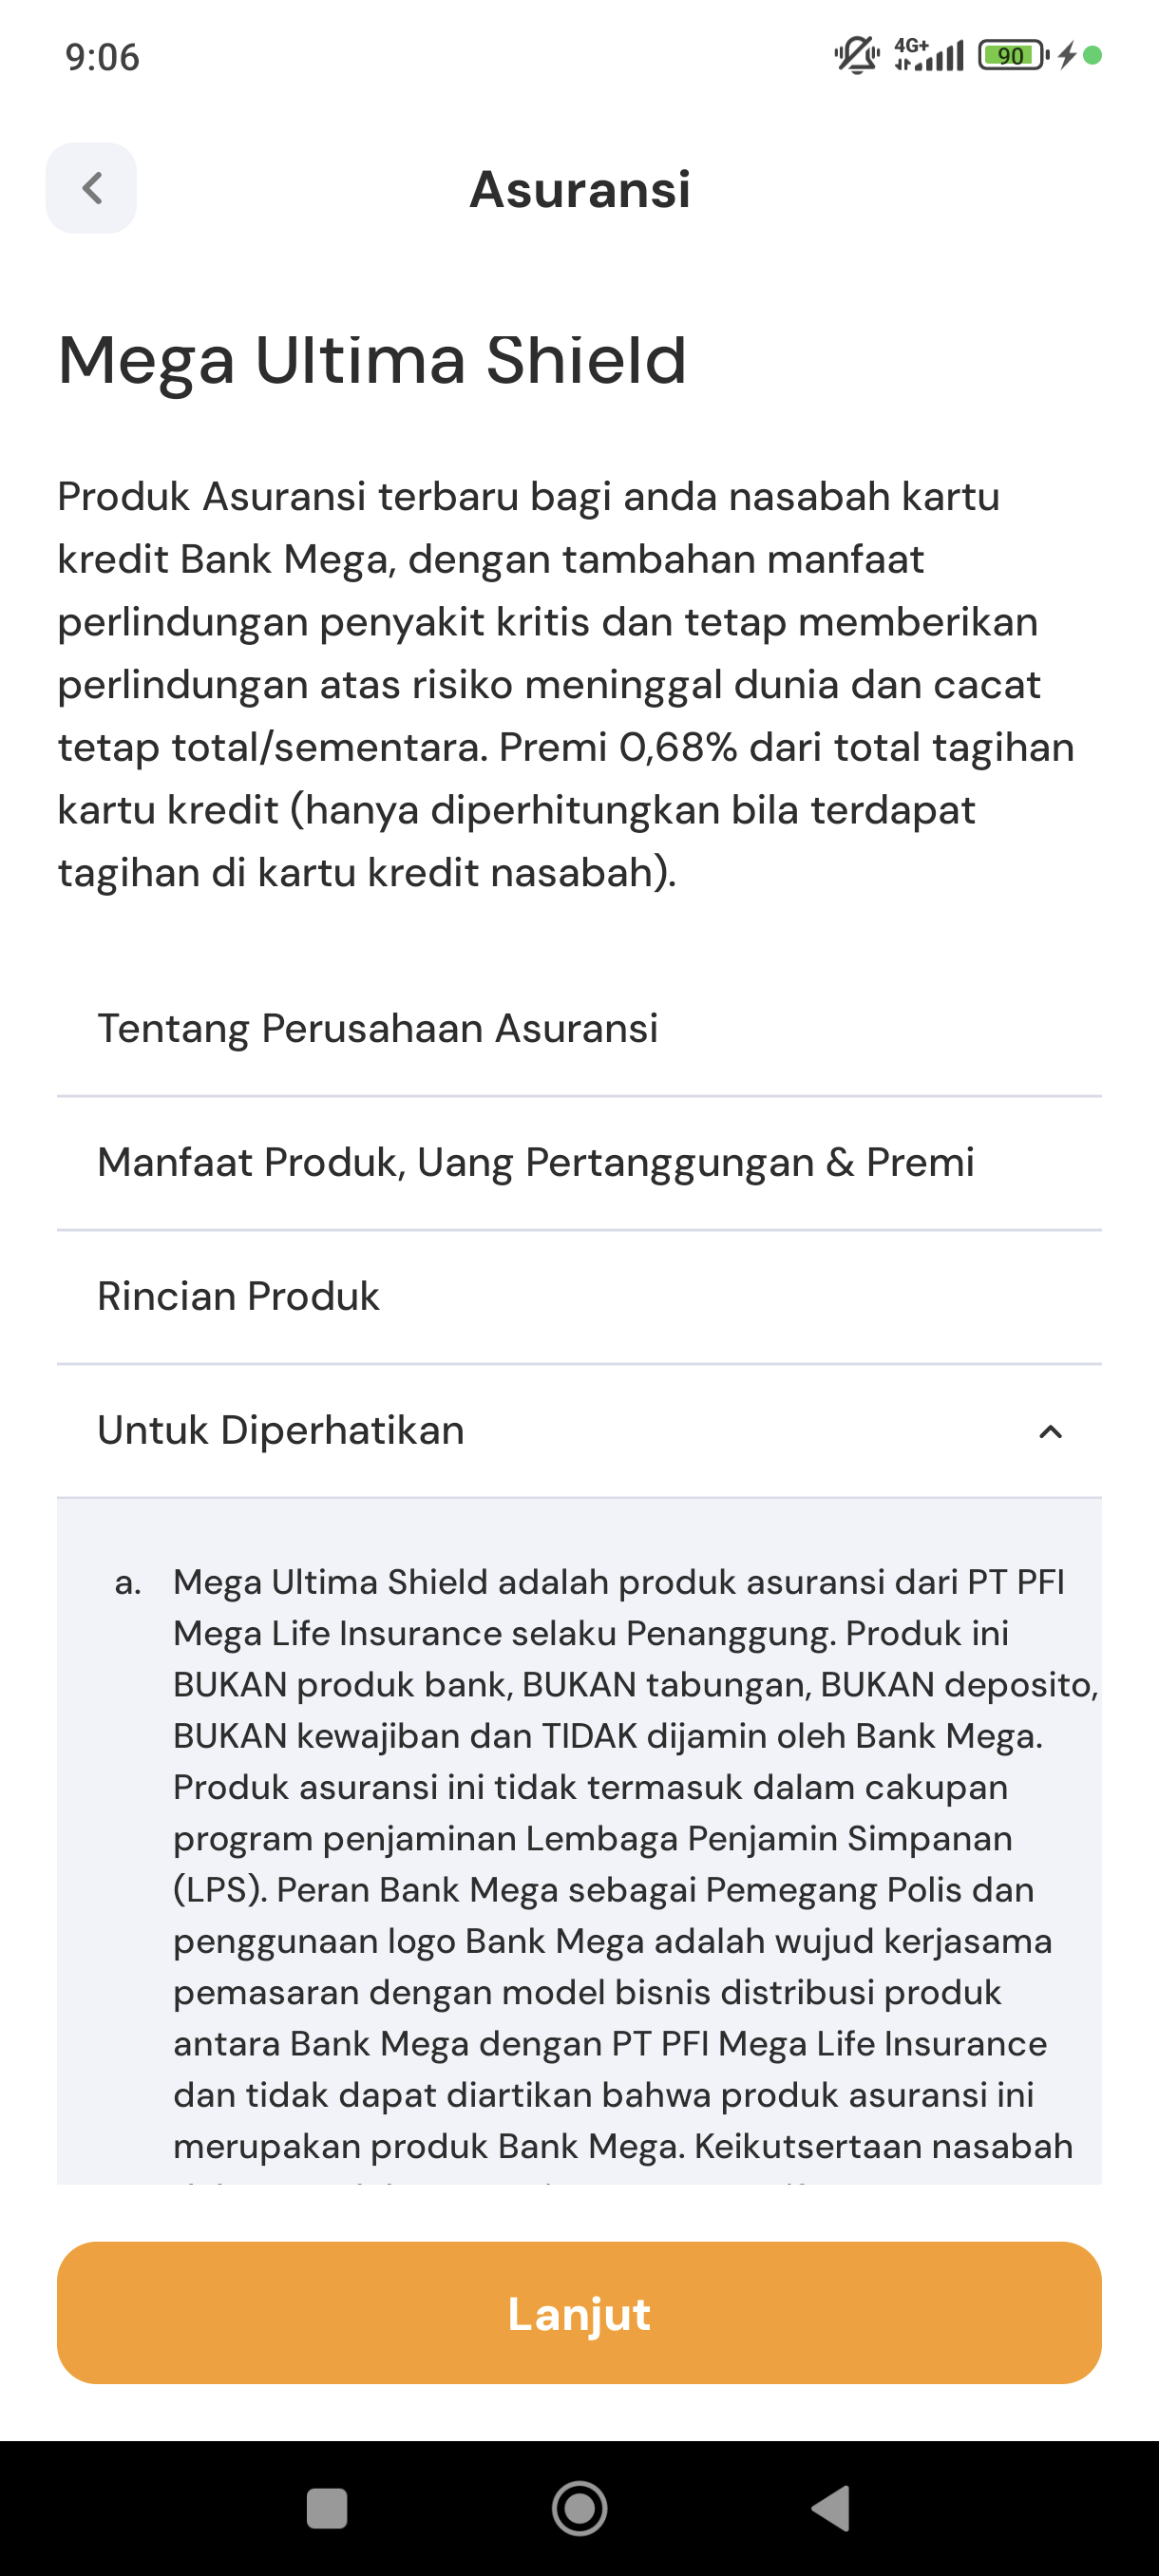 9:06
4G+
90
Asuransi
Mega Ultima Shield
Produk Asuransi terbaru bagi anda nasabah kartu
kredit Bank Mega, dengan tambahan manfaat
perlindungan penyakit kritis dan tetap memberikan
perlindungan atas risiko meninggal dunia dan cacat
tetap total/sementara. Premi 0,68% dari total tagihan
kartu kredit (hanya diperhitungkan bila terdapat
tagihan di kartu kredit nasabah).
Tentang Perusahaan Asuransi
Manfaat Produk, Uang Pertanggungan & Premi
Rincian Produk
Untuk Diperhatikan
a. Mega Ultima Shield adalah produk asuransi dari PT PFI
Mega Life Insurance selaku Penanggung. Produk ini
BUKAN produk bank, BUKAN tabungan, BUKAN deposito,
BUKAN kewajiban dan TIDAK dijamin oleh Bank Mega.
Produk asuransi ini tidak termasuk dalam cakupan
program penjaminan Lembaga Penjamin Simpanan
(LPS). Peran Bank Mega sebagai Pemegang Polis dan
penggunaan logo Bank Mega adalah wujud kerjasama
pemasaran dengan model bisnis distribusi produk
antara Bank Mega dengan PT PFI Mega Life Insurance
dan tidak dapat diartikan bahwa produk asuransi ini
merupakan produk Bank Mega. Keikutsertaan nasabah
Lanjut